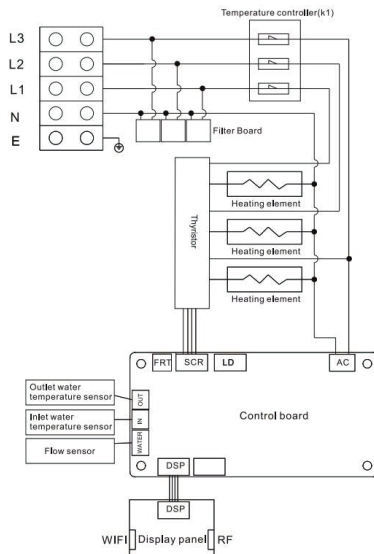 Temperature controller(k1)
L3
L2
L1
N
E
Filter Board
Thyristor
Heating element
Heating element
Heating element
FRT
SCR
LD
AC
Outlet water
temperature sensor
OUT
Inlet water
temperature sensor
IN
Flow sensor
WATER
Control board
DSP
DSP
WIFI
Display panel
RF